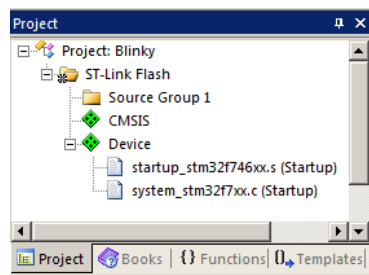 Project
Project: Blinky
ST-Link Flash
Source Group 1
CMSIS
Device
startup_stm32f746xx.s (Startup)
system_stm32f7xx.c (Startup)
Project Books {} Functions 0 Templates